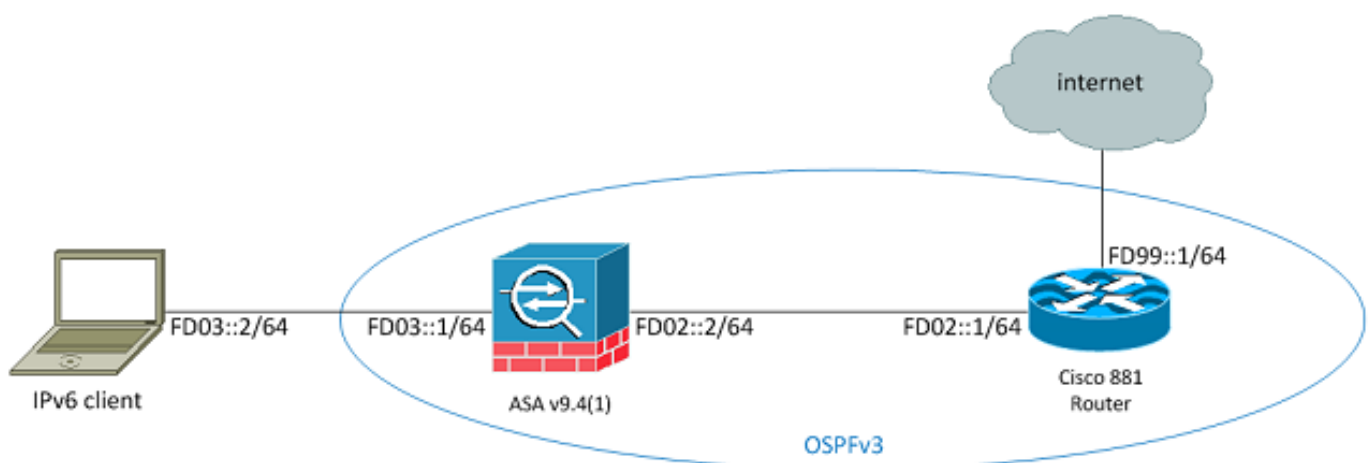 internet
FD99::1/64
FD03::2/64
FD03::1/64
FD02::2/64
FD02::1/64
IPv6 client
ASA v9.4(1)
Cisco 881
Router
OSPFv3